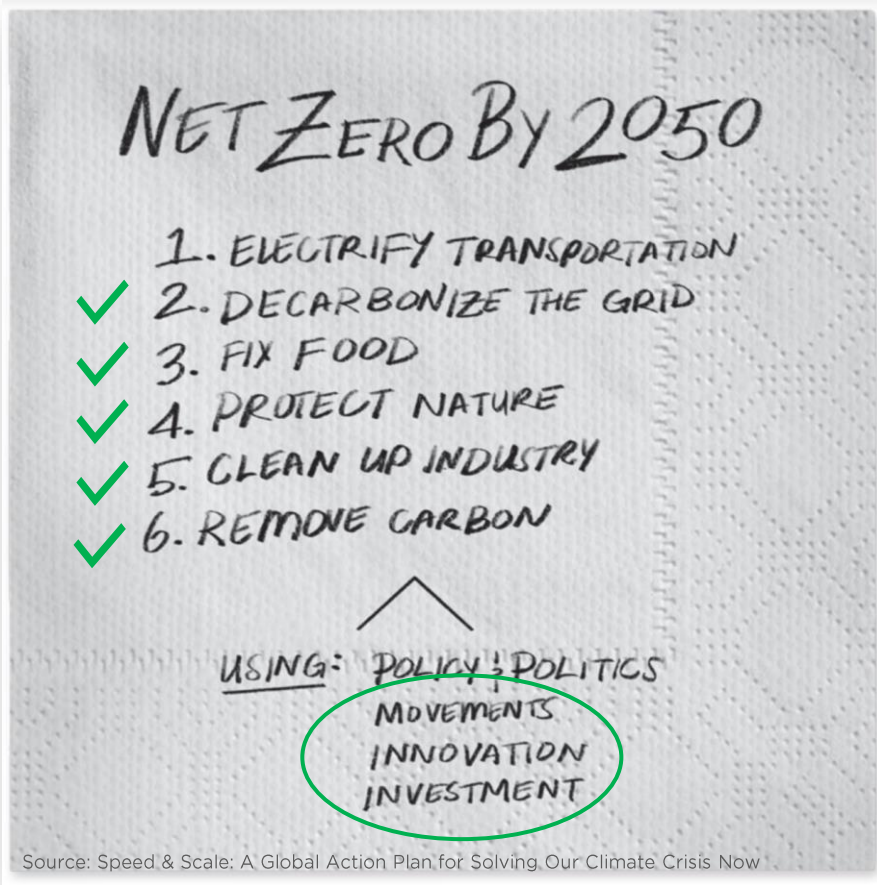 NET ZERO BY 2050
1. ELECTRIFY TRANSPORTATION
2. DECARBONIZE THE GRID
3. FIX FOOD
4. PROTECT NATURE
5. CLEAN UP INDUSTRY
6. REMOVE CARBON
USING: POLICY & POLITICS
MOVEMENTS
INNOVATION
INVESTMENT
Source: Speed & Scale: A Global Action Plan for Solving Our Climate Crisis Now